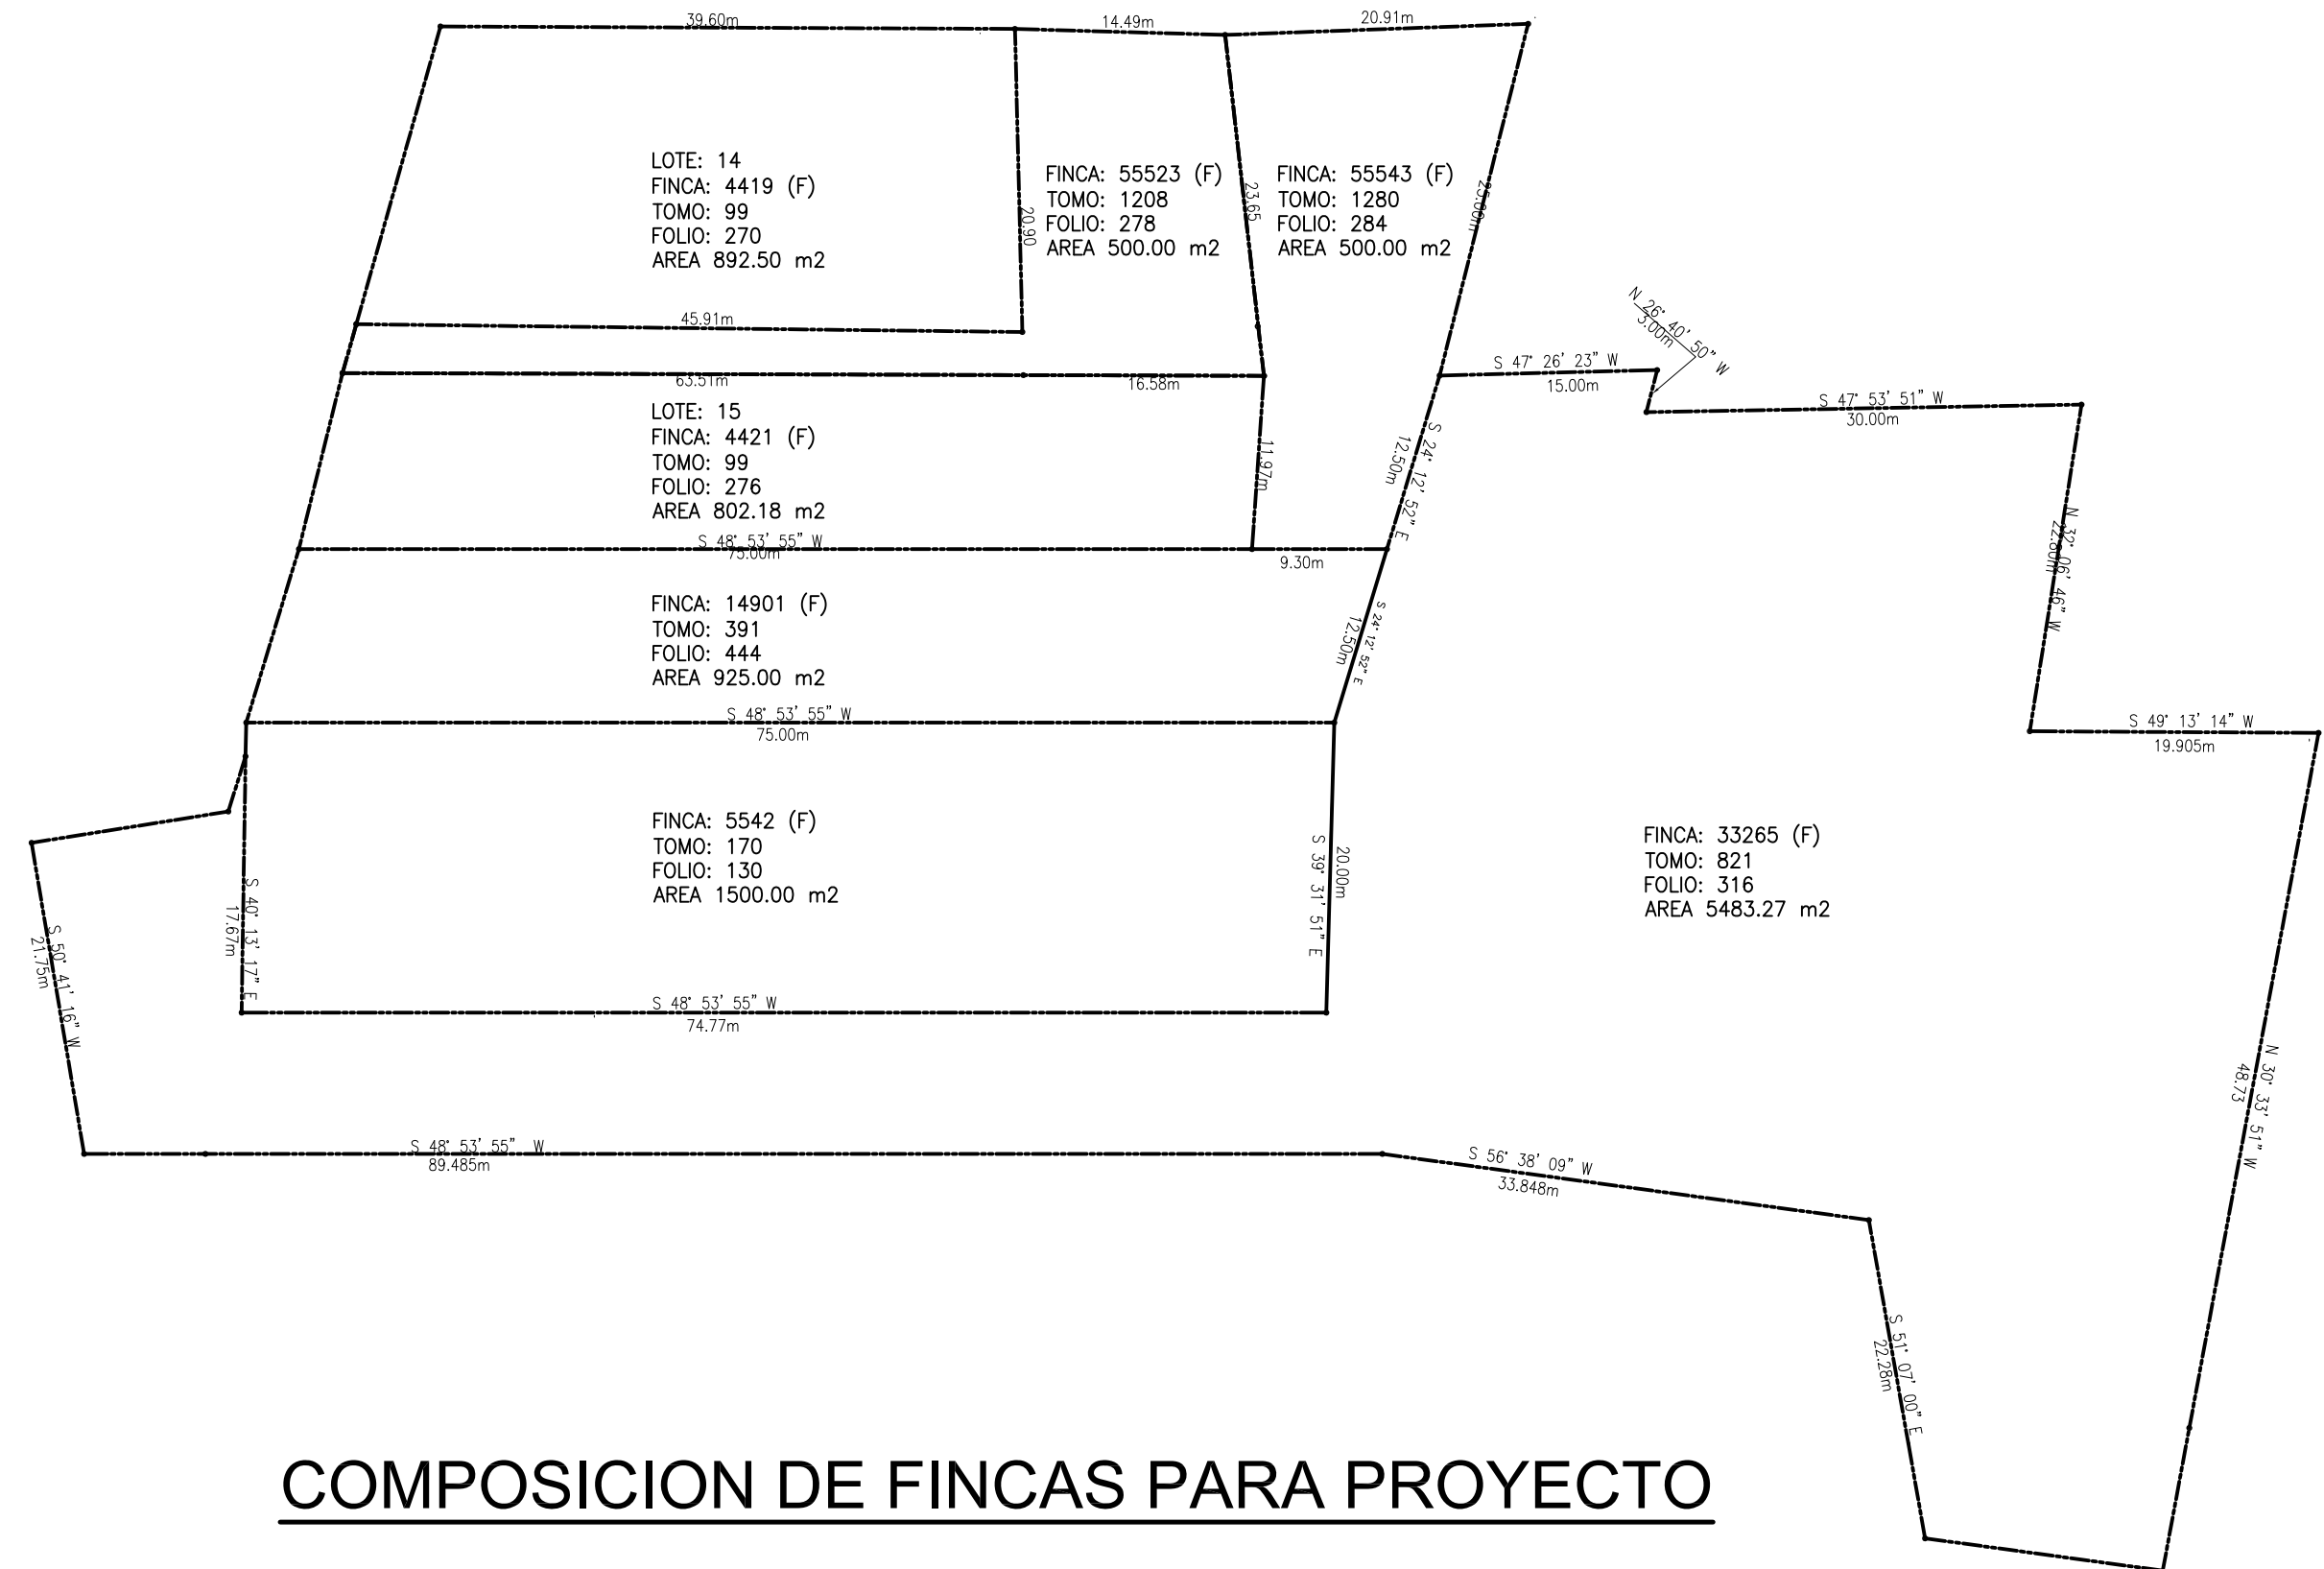 39.60m
14.49m
20.91m
LOTE: 14
FINCA: 4419 (F)
TOMO: 99
FOLIO: 270
AREA 892.50 m2
20.90
FINCA: 55523 (F)
TOMO: 1208
FOLIO: 278
AREA 500.00 m2
23.65
FINCA: 55543 (F)
TOMO: 1280
FOLIO: 284
AREA 500.00 m2
25.00m
45.91m
63.51m
16.58m
N 26° 40' 50" W
3.00m
S 47° 26' 23" W
15.00m
S 47° 53' 51" W
30.00m
LOTE: 15
FINCA: 4421 (F)
TOMO: 99
FOLIO: 276
AREA 802.18 m2
11.97m
S 24° 12' 52" E
12.50m
N 32° 06' 46" W
22.80m
S 48° 53' 55" W
75.00m
9.30m
FINCA: 14901 (F)
TOMO: 391
FOLIO: 444
AREA 925.00 m2
S 24° 12' 52" E
12.50m
S 48° 53' 55" W
75.00m
S 49° 13' 14" W
19.905m
FINCA: 5542 (F)
TOMO: 170
FOLIO: 130
AREA 1500.00 m2
S 39° 31' 51" E
20.00m
FINCA: 33265 (F)
TOMO: 821
FOLIO: 316
AREA 5483.27 m2
S 40° 13' 17" E
17.67m
S 50° 41' 16" W
21.75m
S 48° 53' 55" W
74.77m
N 30° 33' 51" W
48.73
S 48° 53' 55" W
89.485m
S 56° 38' 09" W
33.848m
S 51° 07' 00" E
22.28m
COMPOSICION DE FINCAS PARA PROYECTO